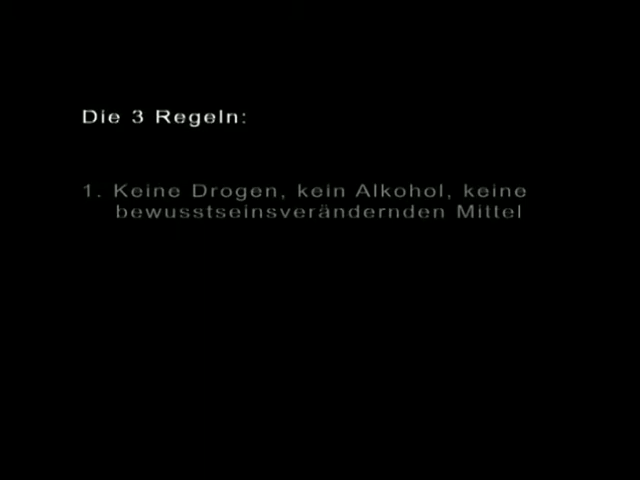 Die 3 Regeln:
1. Keine Drogen, kein Alkohol, keine
bewusstseinsverändernden Mittel